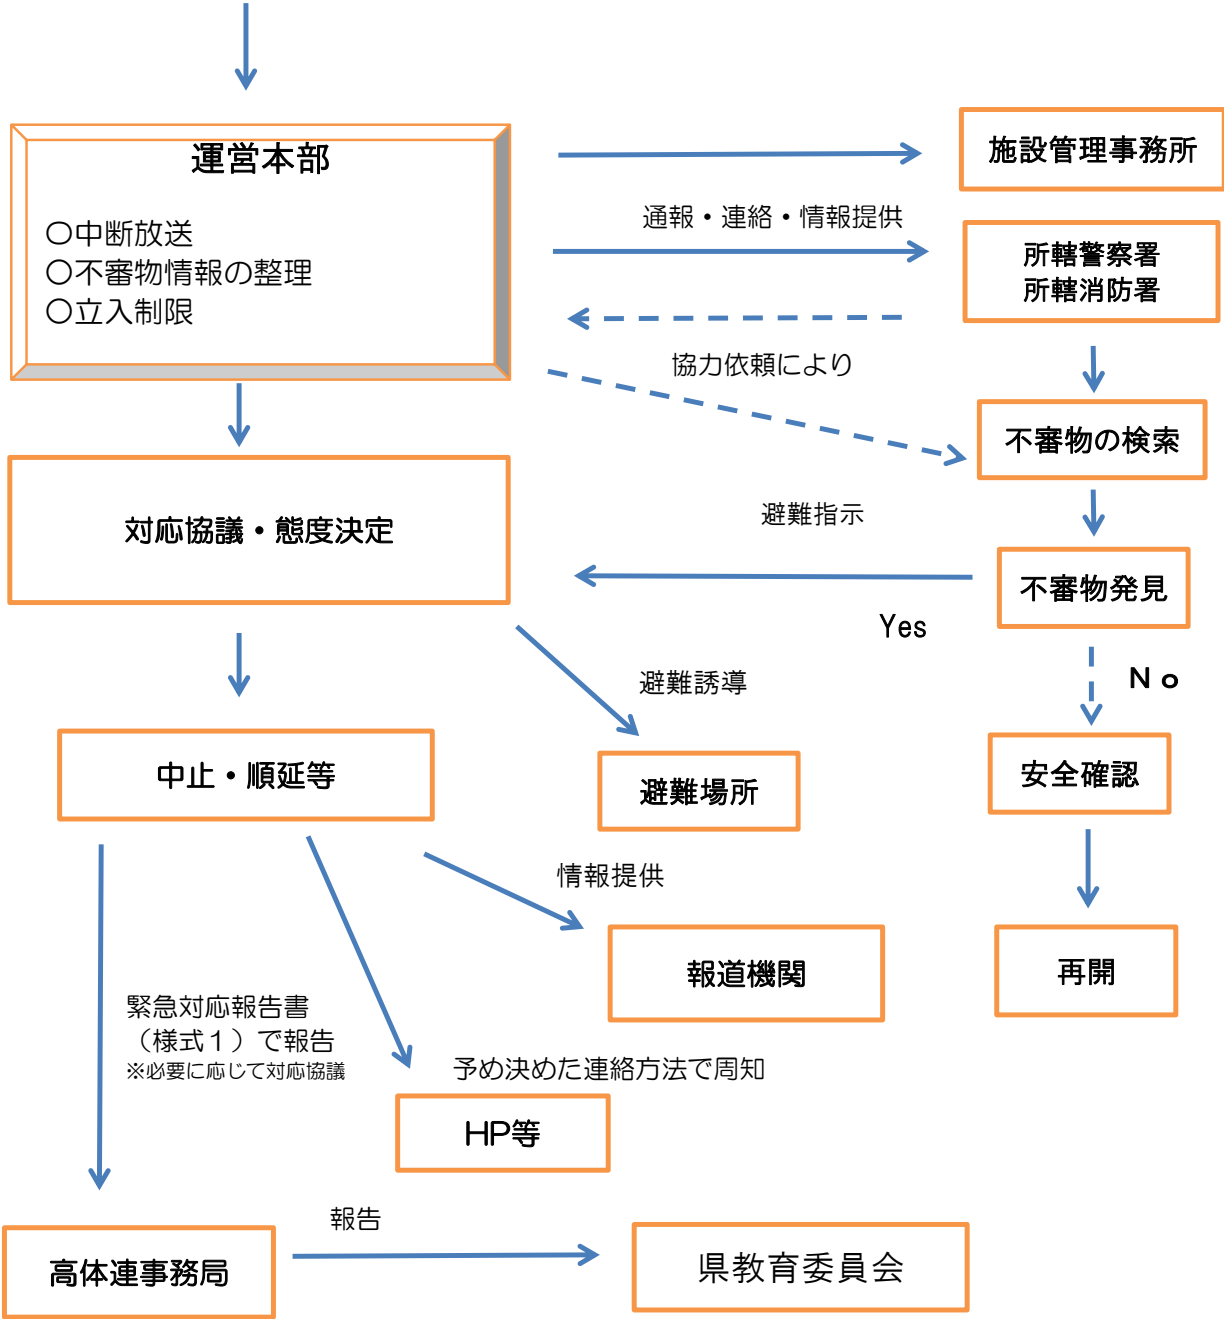 運営本部
〇中断放送
〇不審物情報の整理
〇立入制限
施設管理事務所
通報・連絡・情報提供
所轄警察署
所轄消防署
協力依頼により
不審物の検索
対応協議・態度決定
避難指示
不審物発見
Yes
Ｎｏ
避難誘導
中止・順延等
避難場所
安全確認
情報提供
報道機関
再開
緊急対応報告書
（様式１）で報告
※必要に応じて対応協議
予め決めた連絡方法で周知
HP等
報告
高体連事務局
県教育委員会